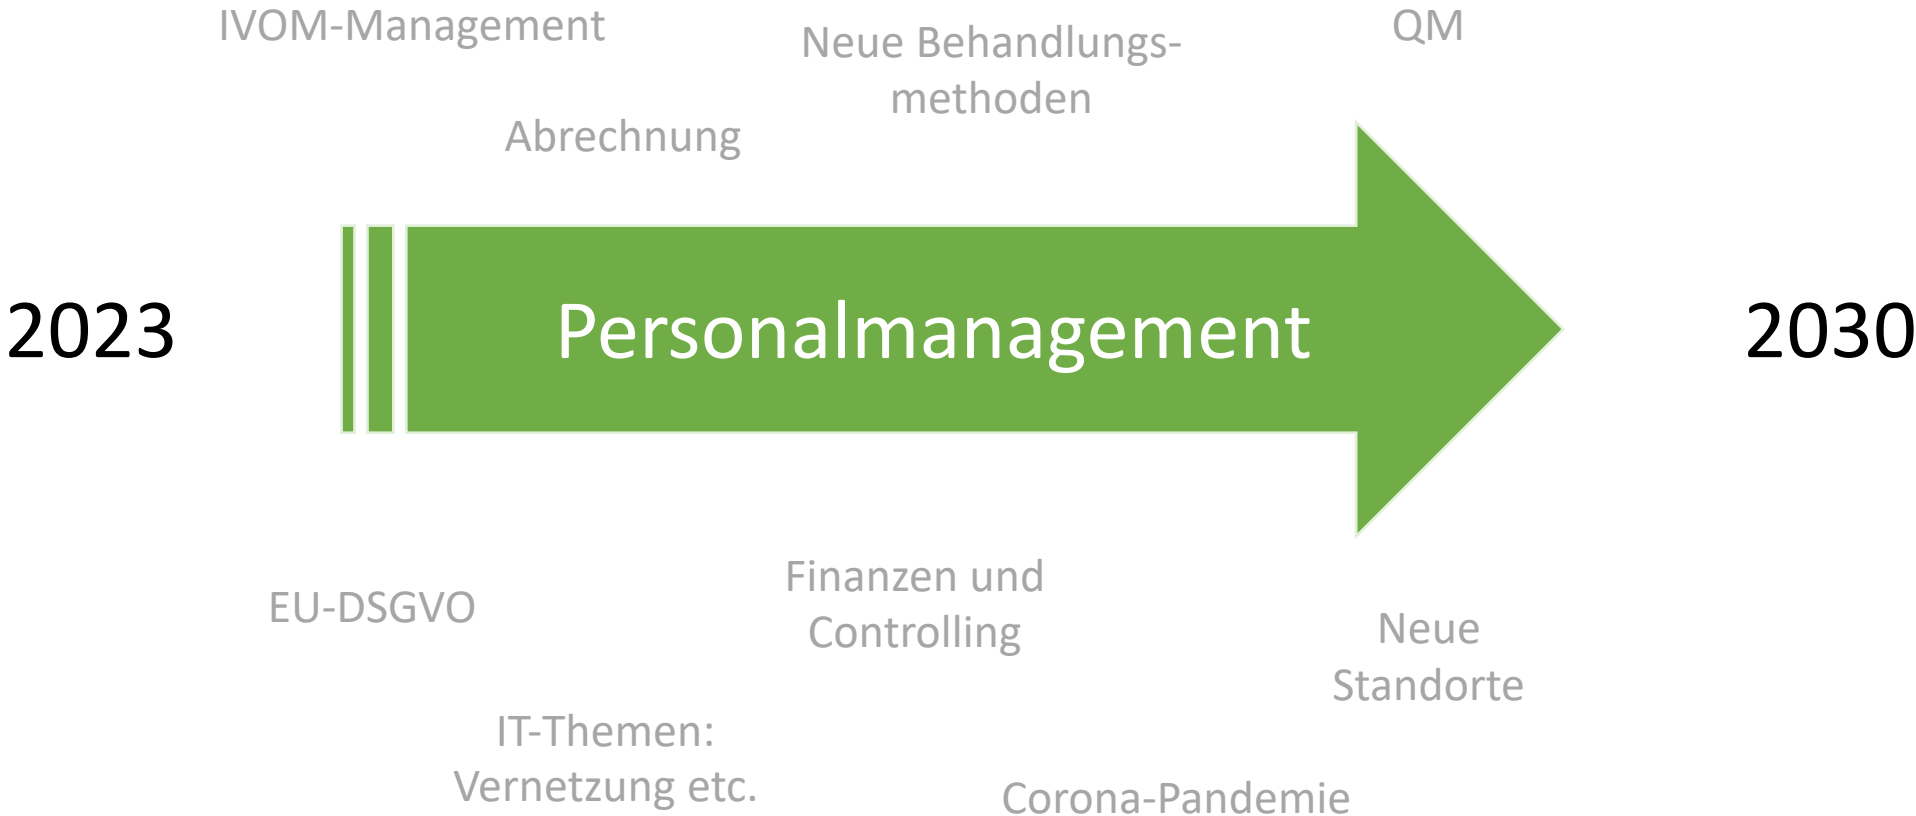 IVOM-Management
Neue Behandlungs-
methoden
QM
Abrechnung
2023
Personalmanagement
2030
EU-DSGVO
Finanzen und
Controlling
Neue
Standorte
IT-Themen:
Vernetzung etc.
Corona-Pandemie